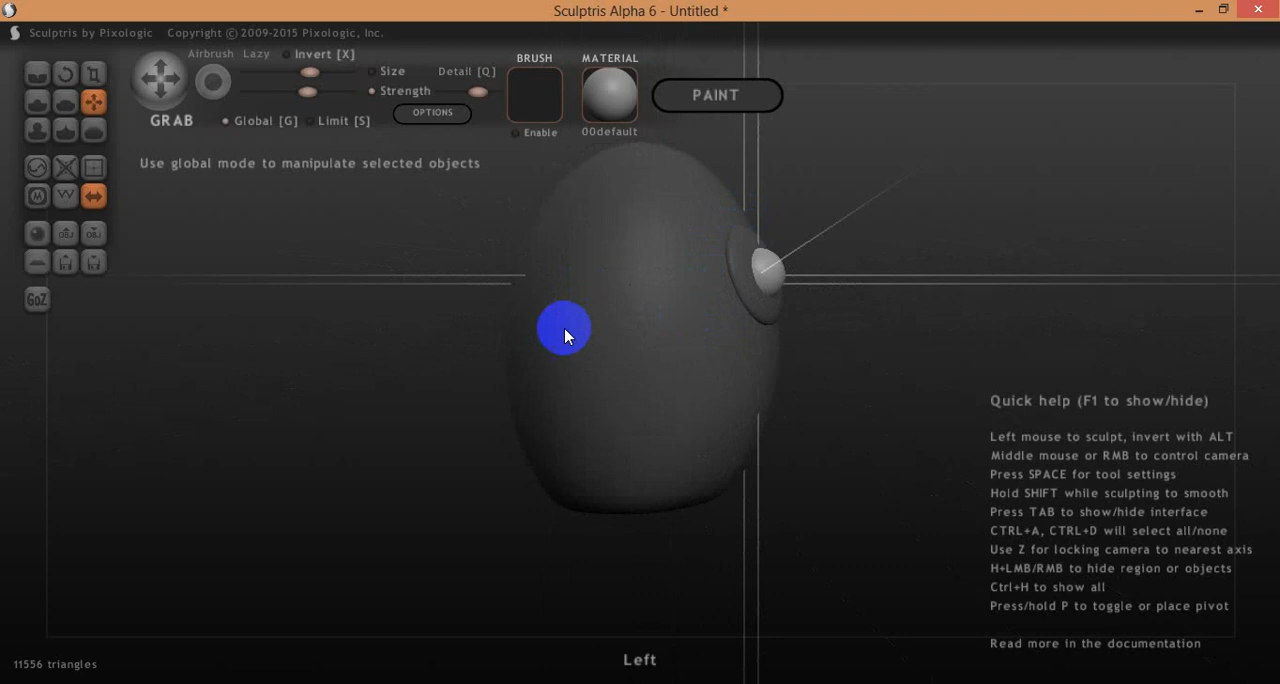 Sculptris Alpha 6 - Untitled *
Sculptris by Pixologic Copyright © 2009-2015 Pixologic, Inc.
Airbrush Lazy Invert [X]
BRUSH
MATERIAL
Size Detail [Q]
Strength
PAINT
OPTIONS
GRAB
Global [G] Limit [S]
Enable
00default
Use global mode to manipulate selected objects
OBJ OBJ
GoZ
Quick help (F1 to show/hide)
Left mouse to sculpt, invert with ALT
Middle mouse or RMB to control camera
Press SPACE for tool settings
Hold SHIFT while sculpting to smooth
Press TAB to show/hide interface
CTRL+A, CTRL+D will select all/none
Use Z for locking camera to nearest axis
H+LMB/RMB to hide region or objects
Ctrl+H to show all
Press/hold P to toggle or place pivot
Read more in the documentation
Left
11556 triangles